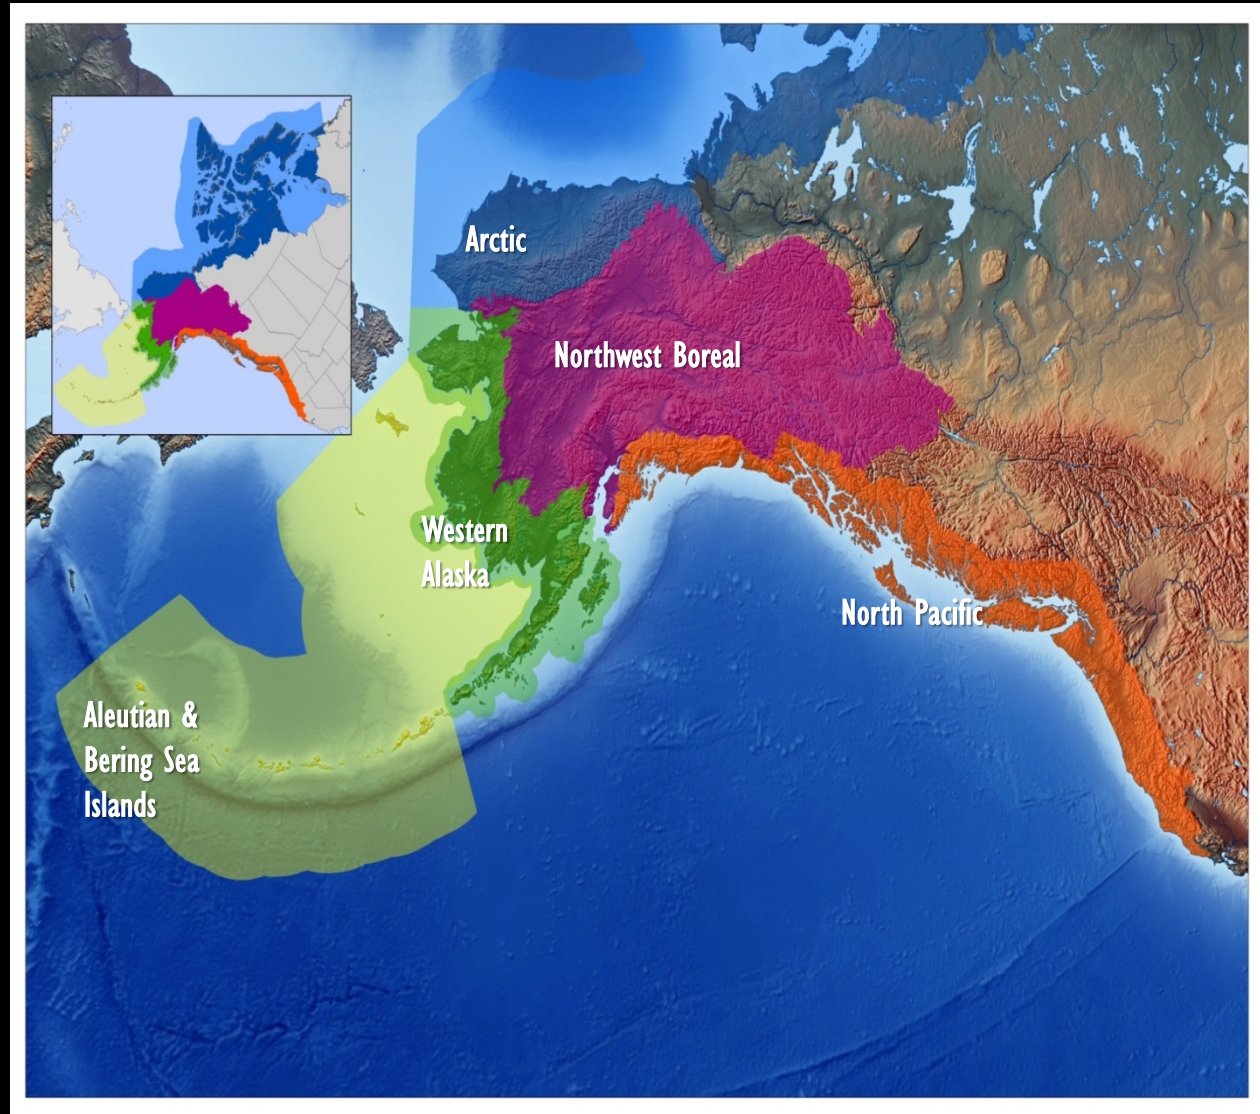 Arctic
Northwest Boreal
Western
Alaska
North Pacific
Aleutian &
Bering Sea
Islands